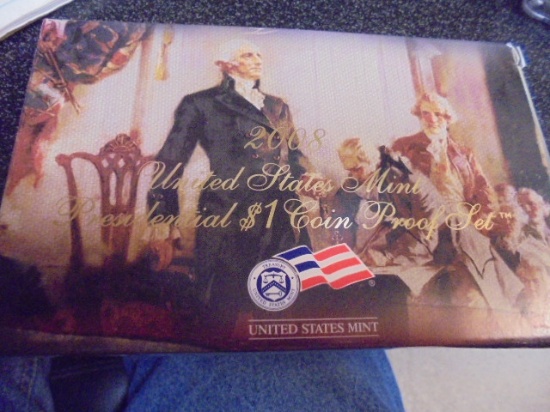 2008
United States Mint
Presidential $1 Coin Proof Set™
®
UNITED STATES MINT